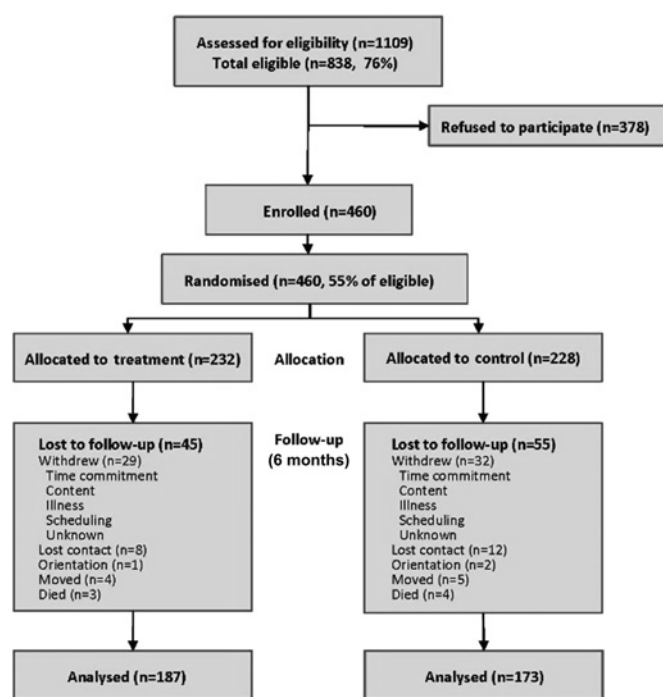 Assessed for eligibility (n=1109)
Total eligible (n=838, 76%)
Refused to participate (n=378)
Enrolled (n=460)
Randomised (n=460, 55% of eligible)
Allocated to treatment (n=232)
Allocation
Allocated to control (n=228)
Lost to follow-up (n=45)
Withdrew (n=29)
Time commitment
Content
Illness
Scheduling
Unknown
Lost contact (n=8)
Orientation (n=1)
Moved (n=4)
Died (n=3)
Follow-up
(6 months)
Lost to follow-up (n=55)
Withdrew (n=32)
Time commitment
Content
Illness
Scheduling
Unknown
Lost contact (n=12)
Orientation (n=2)
Moved (n=5)
Died (n=4)
Analysed (n=187)
Analysed (n=173)